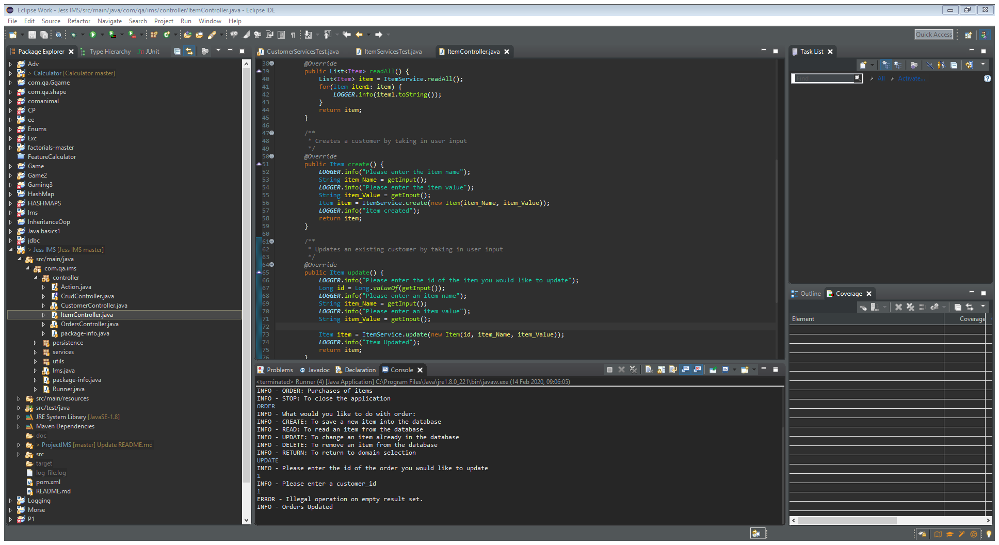 Eclipse Work - Jess IMS/src/main/java/com/qa/ims/controller/ItemController.java - Eclipse IDE
File Edit Source Refactor Navigate Search Project Run Window Help
Quick Access
Package Explorer Type Hierarchy JUnit
Adv
> Calculator [Calculator master]
com.qa.Ggame
com.qa.shape
comanimal
CP
ee
Enums
Exc
factorials-master
FeatureCalculator
Game
Game2
Gaming3
HashMap
HASHMAPS
Ims
InheritanceOop
Java basics1
jdbc
> Jess IMS [Jess IMS master]
src/main/java
com.qa.ims
controller
Action.java
CrudController.java
CustomerController.java
ItemController.java
OrdersController.java
package-info.java
persistence
services
utils
Ims.java
package-info.java
Runner.java
src/main/resources
src/test/java
JRE System Library [JavaSE-1.8]
Maven Dependencies
doc
> ProjectIMS [master] Update README.md
src
target
log-file.log
pom.xml
README.md
Logging
Morse
P1
CustomerServicesTest.java ItemServicesTest.java ItemController.java
38 @Override
39 public List<Item> readAll() {
40 List<Item> item = ItemService.readAll();
41 for(Item item1: item) {
42 LOGGER.info(item1.toString());
43 }
44 return item;
45 }
46
47 /**
48 * Creates a customer by taking in user input
49 */
50 @Override
51 public Item create() {
52 LOGGER.info("Please enter the item name");
53 String item_Name = getInput();
54 LOGGER.info("Please enter the item value");
55 String item_Value = getInput();
56 Item item = ItemService.create(new Item(item_Name, item_Value));
57 LOGGER.info("item created");
58 return item;
59 }
60
61 /**
62 * Updates an existing customer by taking in user input
63 */
64 @Override
65 public Item update() {
66 LOGGER.info("Please enter the id of the item you would like to update");
67 Long id = Long.valueOf(getInput());
68 LOGGER.info("Please enter an item name");
69 String item_Name = getInput();
70 LOGGER.info("Please enter an item value");
71 String item_Value = getInput();
72
73 Item item = ItemService.update(new Item(id, item_Name, item_Value));
74 LOGGER.info("Item Updated");
75 return item;
76 }
Problems Javadoc Declaration Console
<terminated> Runner (4) [Java Application] C:\Program Files\Java\jre1.8.0_221\bin\javaw.exe (14 Feb 2020, 09:06:05)
INFO - ORDER: Purchases of items
INFO - STOP: To close the application
ORDER
INFO - What would you like to do with order:
INFO - CREATE: To save a new item into the database
INFO - READ: To read an item from the database
INFO - UPDATE: To change an item already in the database
INFO - DELETE: To remove an item from the database
INFO - RETURN: To return to domain selection
UPDATE
INFO - Please enter the id of the order you would like to update
1
INFO - Please enter a customer_id
1
ERROR - Illegal operation on empty result set.
INFO - Orders Updated
Task List
Find All Activate...
Outline Coverage
Element Coverage